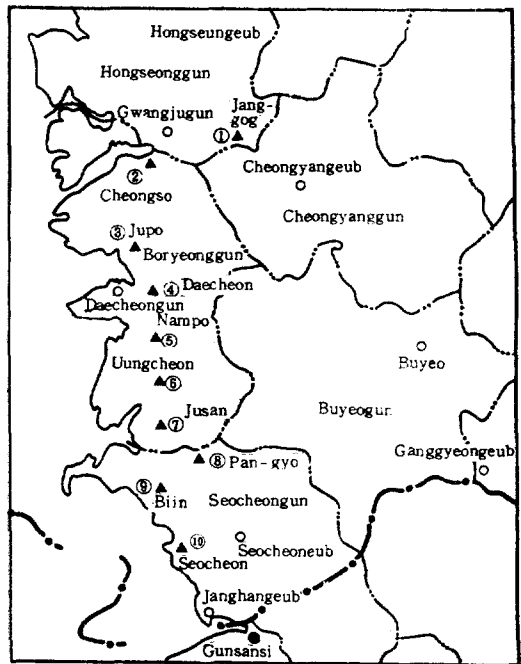 Hongseungeub
Hongseonggun
Gwangjugun
Jang-
gog
①
Cheongyangeub
②
Cheongso
Cheongyanggun
③ Jupo
Boryeonggun
④ Daecheon
Daecheongun
Nampo
⑤
Uungcheon
Buyeo
⑥
Jusan
Buyeogun
⑦
Ganggyeongeub
⑧ Pan-gyo
⑨
Biin
Seocheongun
⑩
Seocheon
Seocheoneub
Janghangeub
Gunsansi